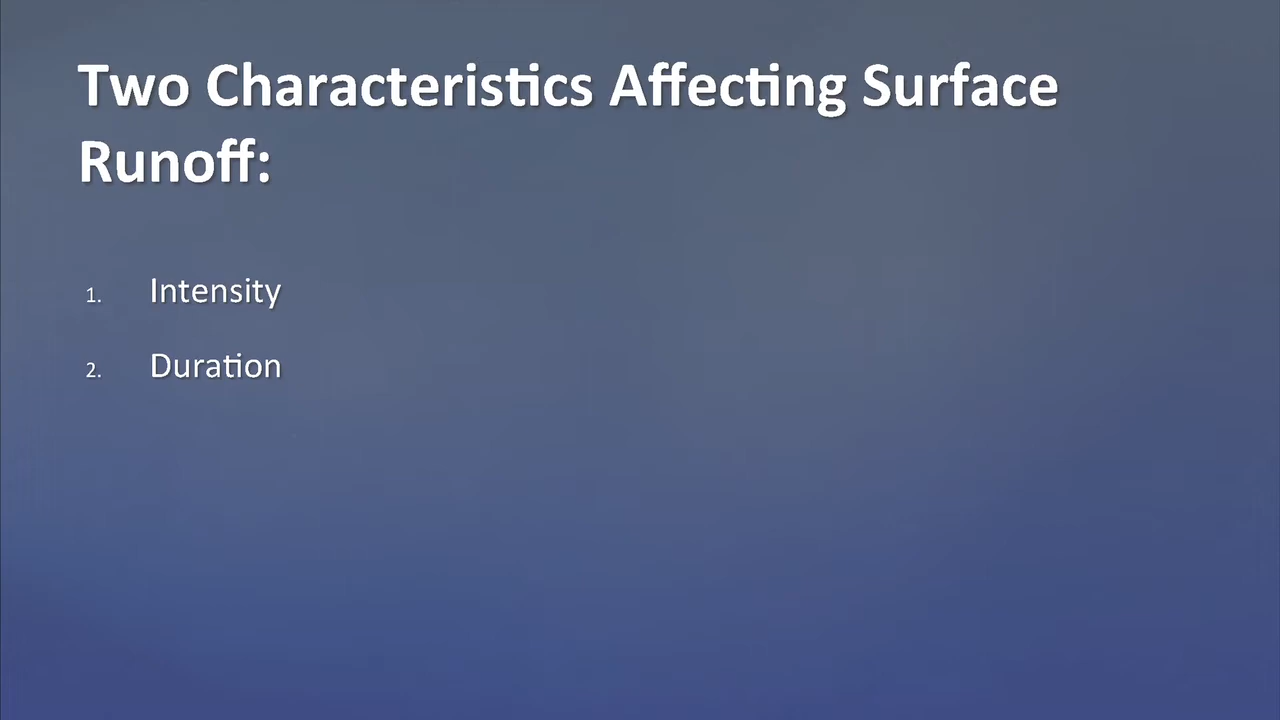 Two Characteristics Affecting Surface
Runoff:
1. Intensity
2. Duration